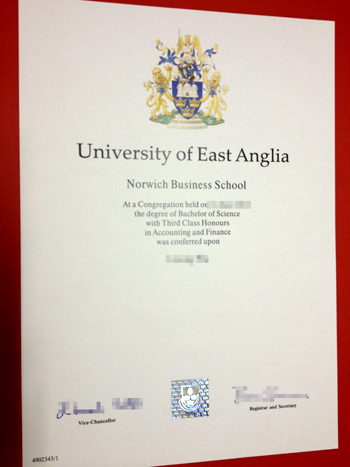 University of East Anglia
Norwich Business School
At a Congregation held on
the degree of Bachelor of Science
with Third Class Honours
in Accounting and Finance
was conferred upon
Vice-Chancellor
Registrar and Secretary
4902343/1